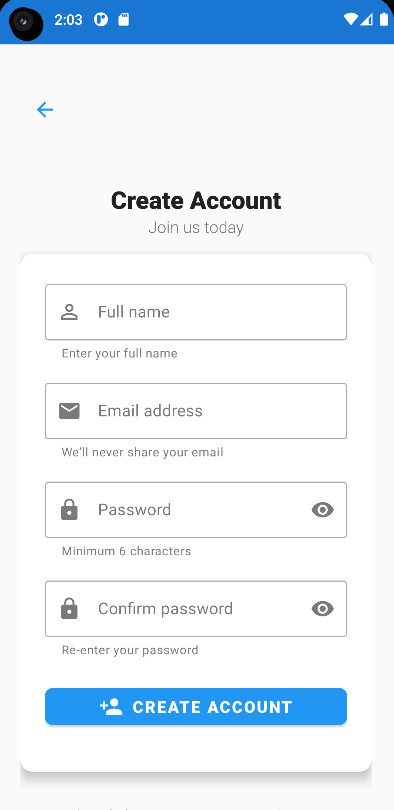 2:03
Create Account
Join us today
Full name
Enter your full name
Email address
We'll never share your email
Password
Minimum 6 characters
Confirm password
Re-enter your password
CREATE ACCOUNT